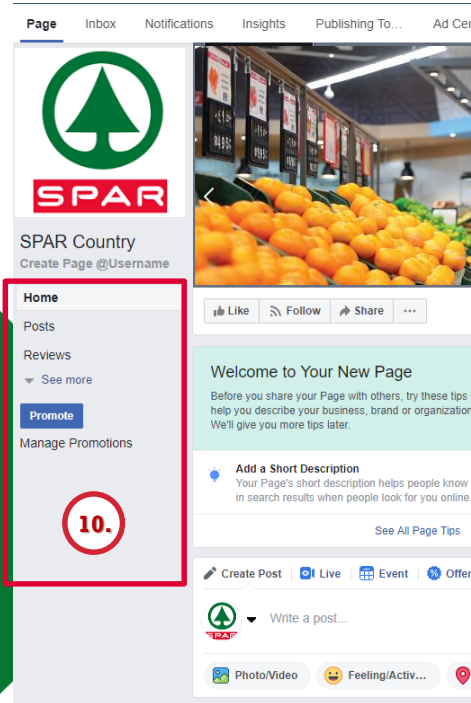 Page Inbox Notifications Insights Publishing To... Ad Cen
SPAR
SPAR Country
Create Page @Username
Home
Posts
Reviews
See more
Promote
Manage Promotions
10.
Like Follow Share
Welcome to Your New Page
Before you share your Page with others, try these tips
help you describe your business, brand or organization
We'll give you more tips later.
Add a Short Description
Your Page's short description helps people know
in search results when people look for you online.
See All Page Tips
Create Post Live Event Offer
SPAR
Write a post...
Photo/Video Feeling/Activ...